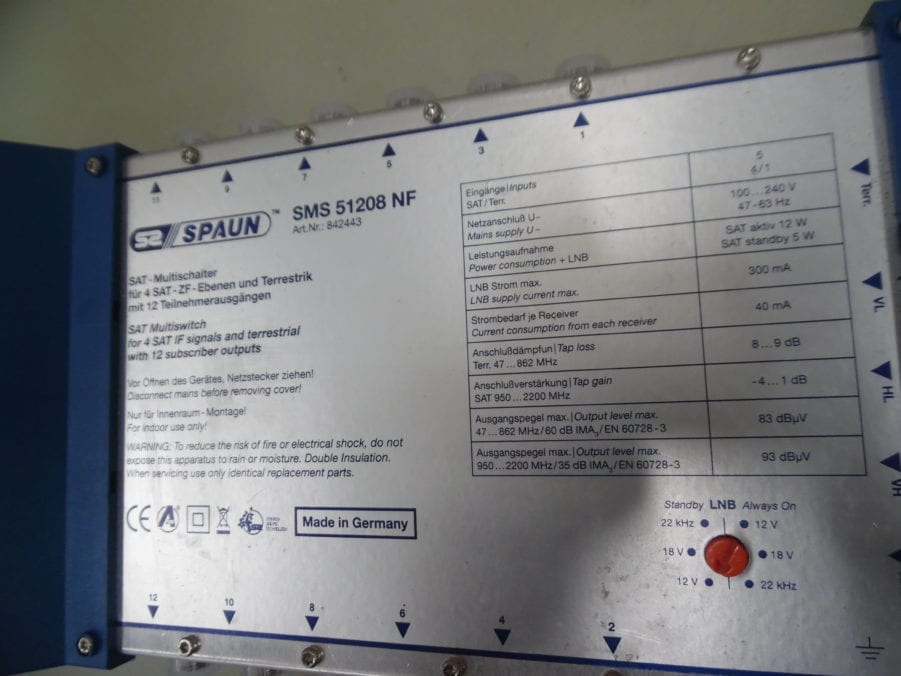 11
9
7
5
3
1
SPAUN™
SMS 51208 NF
Art.Nr.: 842443
SAT-Multischalter
für 4 SAT-ZF-Ebenen und Terrestrik
mit 12 Teilnehmerausgängen
SAT Multiswitch
for 4 SAT IF signals and terrestrial
with 12 subscriber outputs
Vor Öffnen des Gerätes, Netzstecker ziehen!
Disconnect mains before removing cover!
Nur für Innenraum-Montage!
For indoor use only!
WARNING: To reduce the risk of fire or electrical shock, do not
expose this apparatus to rain or moisture. Double Insulation.
When servicing use only identical replacement parts.
CE
Made in Germany
Eingänge|Inputs
SAT/Terr.
5
4/1
Netzanschluß U~
Mains supply U~
100...240 V
47-63 Hz
Leistungsaufnahme
Power consumption + LNB
SAT aktiv 12 W
SAT standby 5 W
LNB Strom max.
LNB supply current max.
300 mA
Strombedarf je Receiver
Current consumption from each receiver
40 mA
Anschlußdämpfun|Tap loss
Terr. 47...862 MHz
8...9 dB
Anschlußverstärkung|Tap gain
SAT 950...2200 MHz
-4...1 dB
Ausgangspegel max.|Output level max.
47...862 MHz/60 dB IMA3/EN 60728-3
83 dBµV
Ausgangspegel max.|Output level max.
950...2200 MHz/35 dB IMA3/EN 60728-3
93 dBµV
Terr.
VL
HL
VH
Standby LNB Always On
22 kHz
12 V
18 V
18 V
12 V
22 kHz
12
10
8
6
4
2